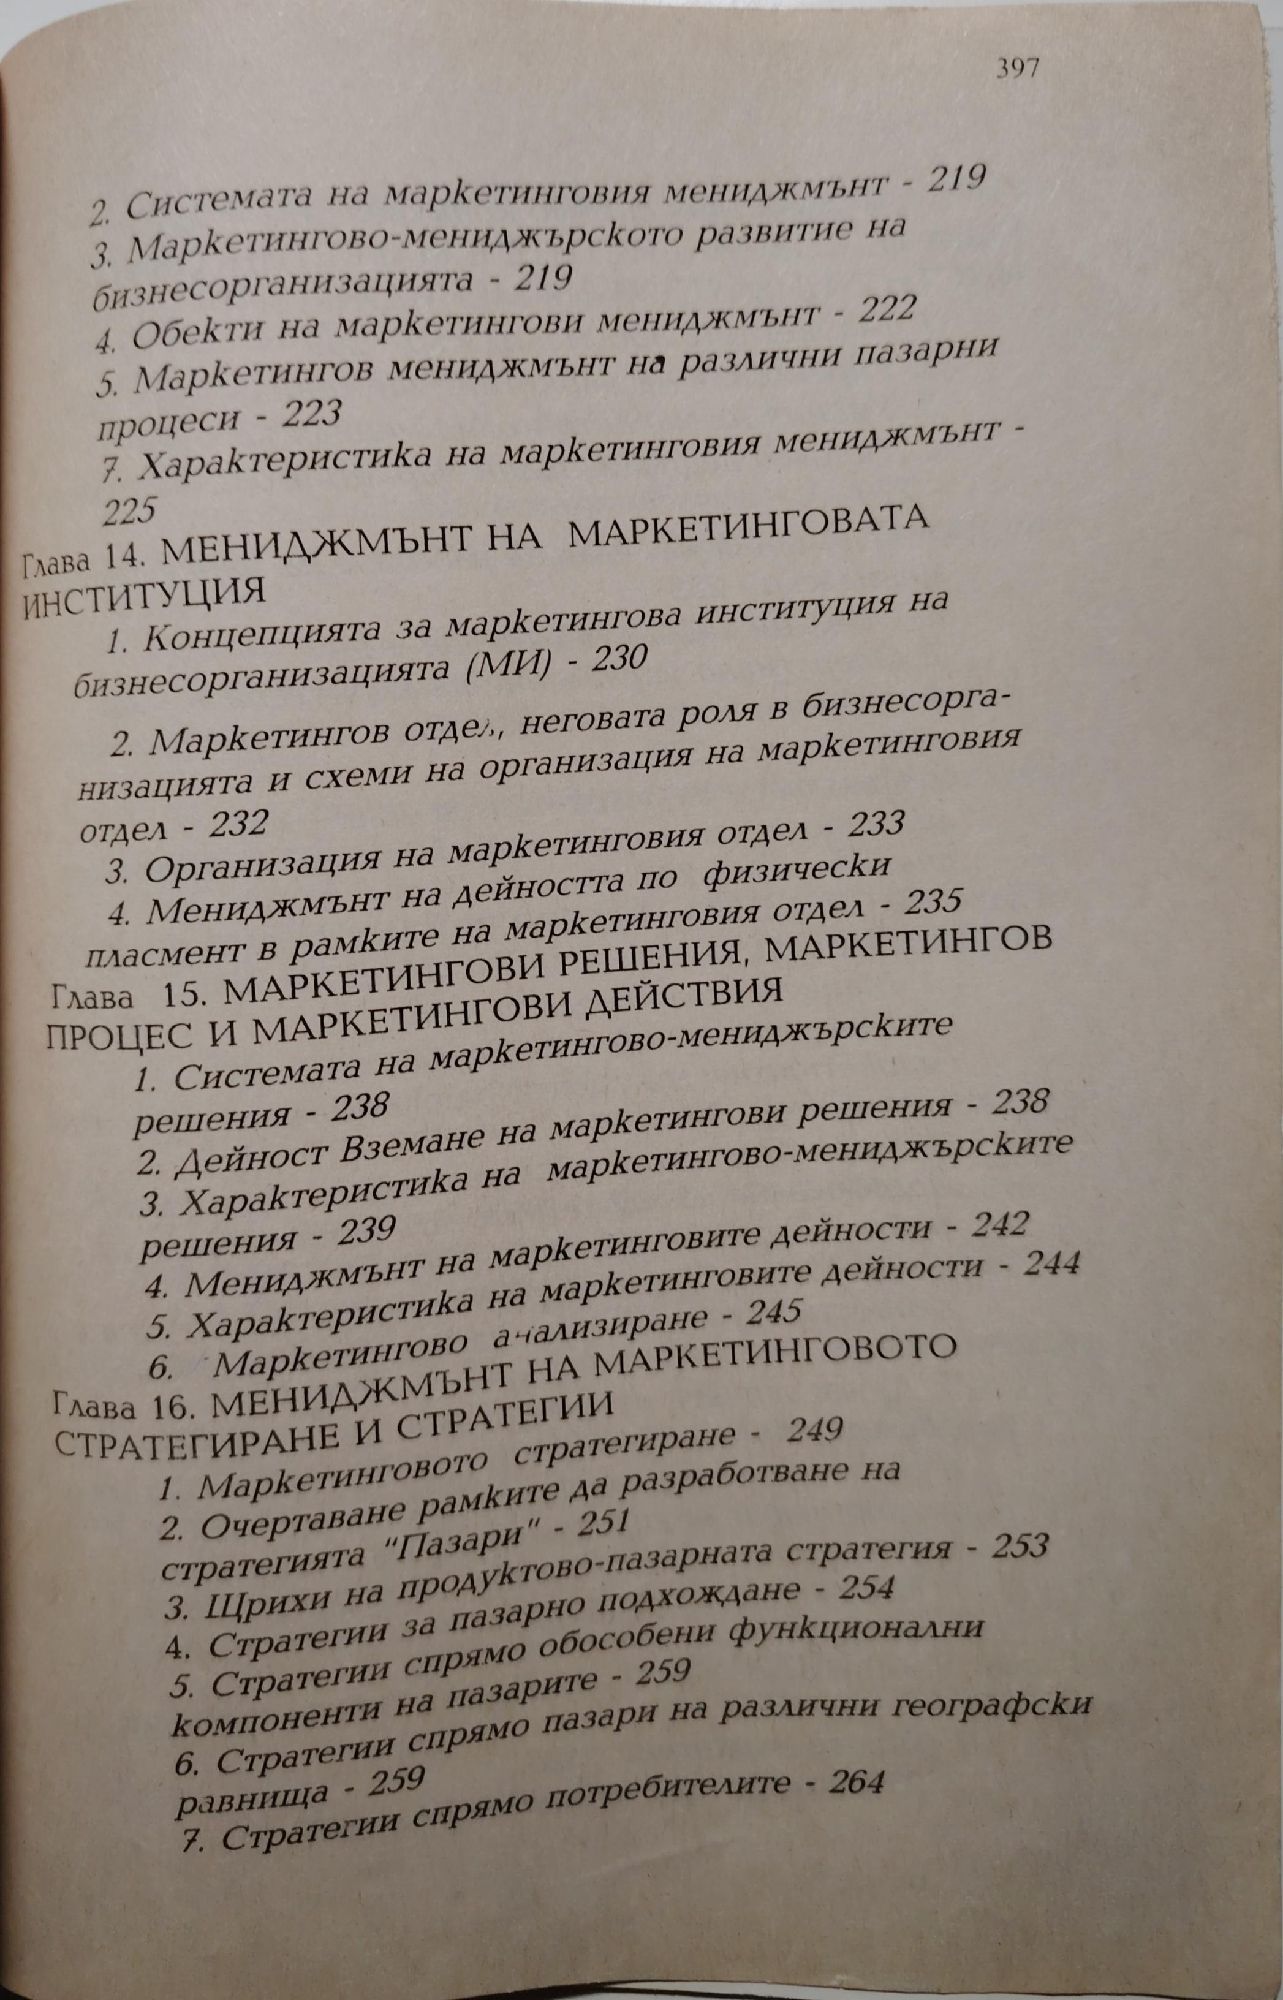 397
2. Системата на маркетинговия мениджмънт - 219
3. Маркетингово-мениджърското развитие на
бизнесорганизацията - 219
4. Обекти на маркетингови мениджмънт - 222
5. Маркетингов мениджмънт на различни пазарни
процеси - 223
7. Характеристика на маркетинговия мениджмънт -
225
Глава 14. МЕНИДЖМЪНТ НА МАРКЕТИНГОВАТА
ИНСТИТУЦИЯ
1. Концепцията за маркетингова институция на
бизнесорганизацията (МИ) - 230
2. Маркетингов отдел, неговата роля в бизнесорга-
низацията и схеми на организация на маркетинговия
отдел - 232
3. Организация на маркетинговия отдел - 233
4. Мениджмънт на дейността по физически
пласмент в рамките на маркетинговия отдел - 235
Глава 15. МАРКЕТИНГОВИ РЕШЕНИЯ, МАРКЕТИНГОВ
ПРОЦЕС И МАРКЕТИНГОВИ ДЕЙСТВИЯ
1. Системата на маркетингово-мениджърските
решения - 238
2. Дейност Вземане на маркетингови решения - 238
3. Характеристика на маркетингово-мениджърските
решения - 239
4. Мениджмънт на маркетинговите дейности - 242
5. Характеристика на маркетинговите дейности - 244
6. Маркетингово анализиране - 245
Глава 16. МЕНИДЖМЪНТ НА МАРКЕТИНГОВОТО
СТРАТЕГИРАНЕ И СТРАТЕГИИ
1. Маркетинговото стратегиране - 249
2. Очертаване рамките да разработване на
стратегията "Пазари" - 251
3. Щрихи на продуктово-пазарната стратегия - 253
4. Стратегии за пазарно подхождане - 254
5. Стратегии спрямо обособени функционални
компоненти на пазарите - 259
6. Стратегии спрямо пазари на различни географски
равнища - 259
7. Стратегии спрямо потребителите - 264